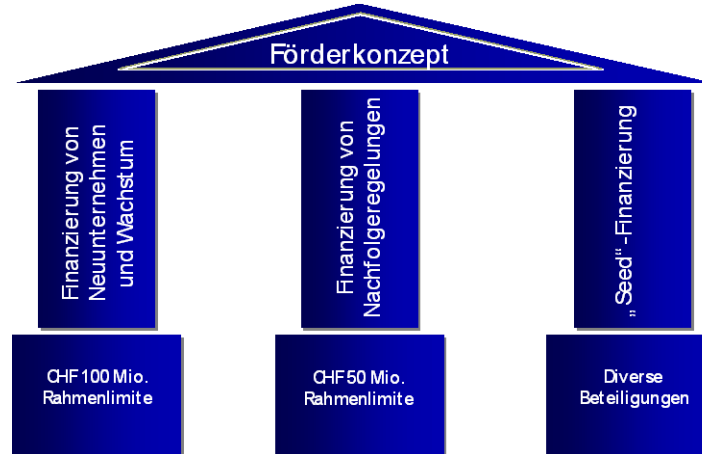 Förderkonzept
Finanzierung von
Neuunternehmen
und Wachstum
Finanzierung von
Nachfolgeregelungen
„Seed“-Finanzierung
CHF 100 Mio.
Rahmenlimite
CHF 50 Mio.
Rahmenlimite
Diverse
Beteiligungen